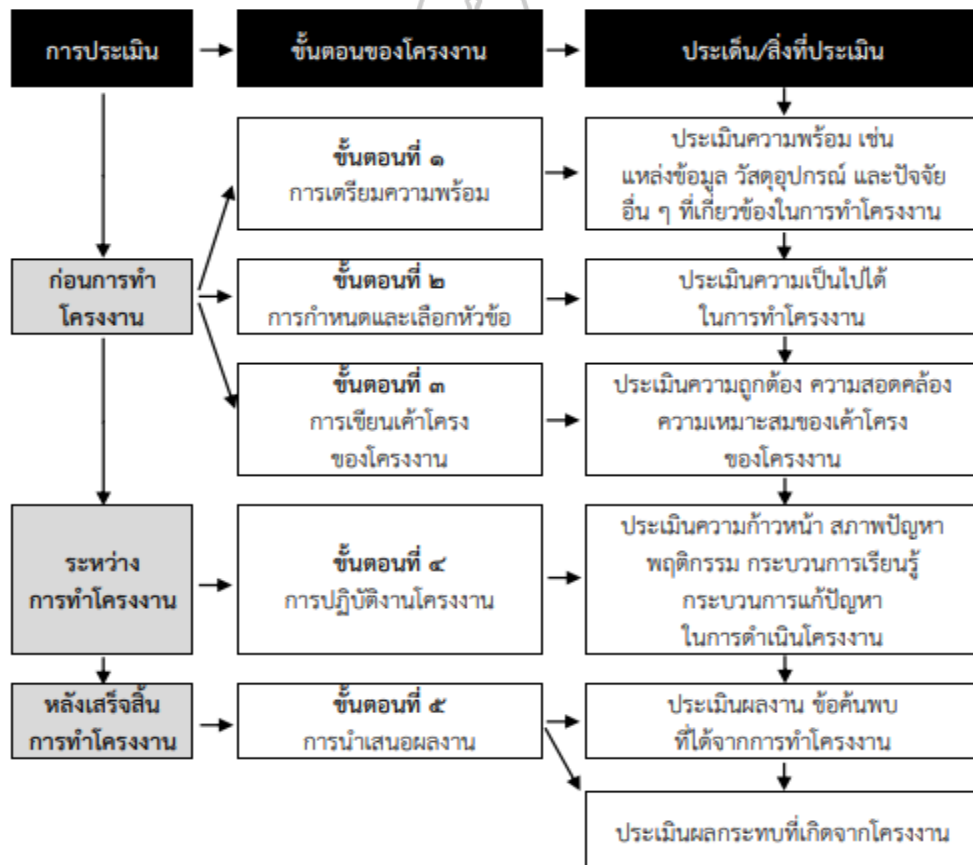 การประเมิน
ขั้นตอนของโครงงาน
ประเด็น/สิ่งที่ประเมิน
ขั้นตอนที่ ๑
การเตรียมความพร้อม
ประเมินความพร้อม เช่น
แหล่งข้อมูล วัสดุอุปกรณ์ และปัจจัย
อื่น ๆ ที่เกี่ยวข้องในการทำโครงงาน
ก่อนการทำ
โครงงาน
ขั้นตอนที่ ๒
การกำหนดและเลือกหัวข้อ
ประเมินความเป็นไปได้
ในการทำโครงงาน
ขั้นตอนที่ ๓
การเขียนเค้าโครง
ของโครงงาน
ประเมินความถูกต้อง ความสอดคล้อง
ความเหมาะสมของเค้าโครง
ของโครงงาน
ระหว่าง
การทำโครงงาน
ขั้นตอนที่ ๔
การปฏิบัติงานโครงงาน
ประเมินความก้าวหน้า สภาพปัญหา
พฤติกรรม กระบวนการเรียนรู้
กระบวนการแก้ปัญหา
ในการดำเนินโครงงาน
หลังเสร็จสิ้น
การทำโครงงาน
ขั้นตอนที่ ๕
การนำเสนอผลงาน
ประเมินผลงาน ข้อค้นพบ
ที่ได้จากการทำโครงงาน
ประเมินผลกระทบที่เกิดจากโครงงาน